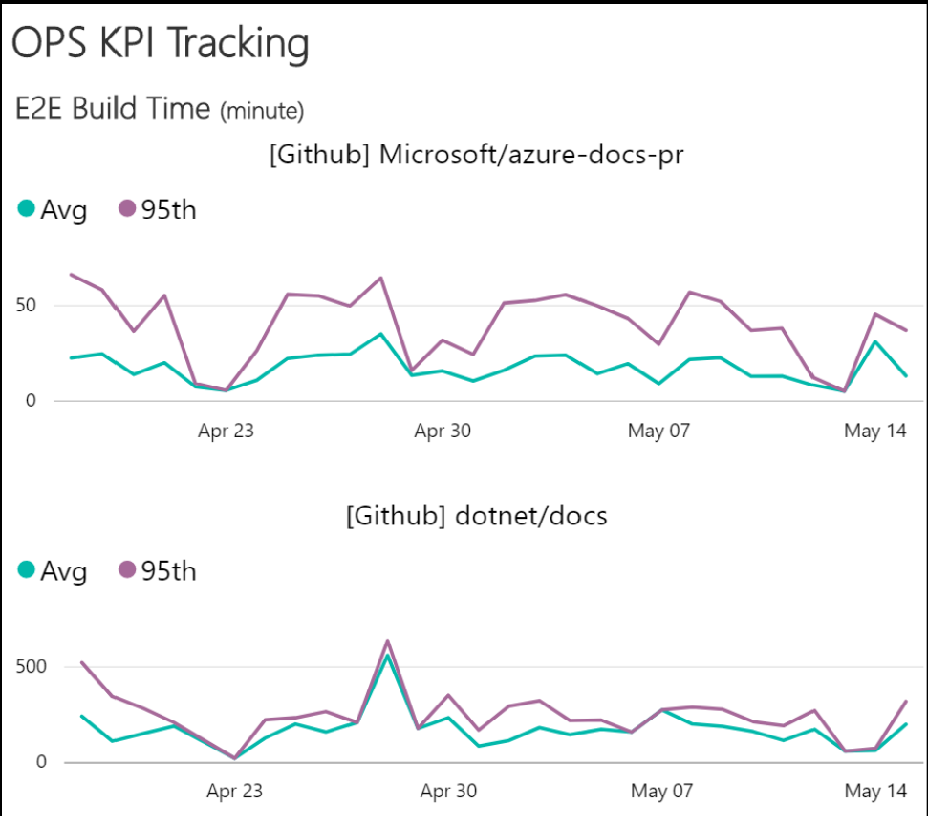 OPS KPI Tracking
E2E Build Time (minute)
[Github] Microsoft/azure-docs-pr
Avg 95th
50
0
Apr 23 Apr 30 May 07 May 14
[Github] dotnet/docs
Avg 95th
500
0
Apr 23 Apr 30 May 07 May 14